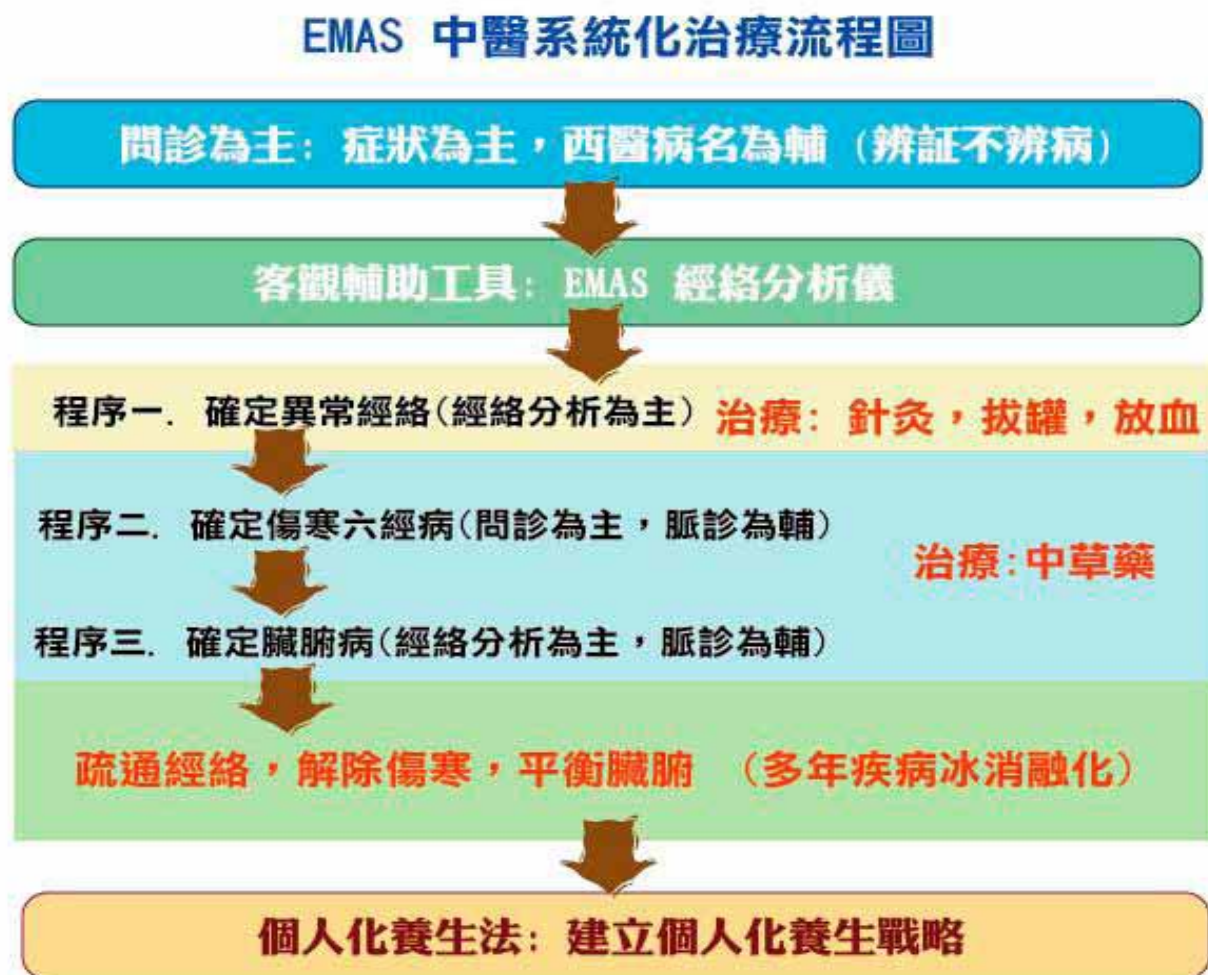 EMAS 中醫系統化治療流程圖
問診為主: 症狀為主，西醫病名為輔 (辨証不辨病)
客觀輔助工具: EMAS 經絡分析儀
程序一. 確定異常經絡(經絡分析為主) 治療: 針灸，拔罐，放血
程序二. 確定傷寒六經病(問診為主，脈診為輔)
治療:中草藥
程序三. 確定臟腑病(經絡分析為主，脈診為輔)
疏通經絡，解除傷寒，平衡臟腑 (多年疾病冰消融化)
個人化養生法: 建立個人化養生戰略